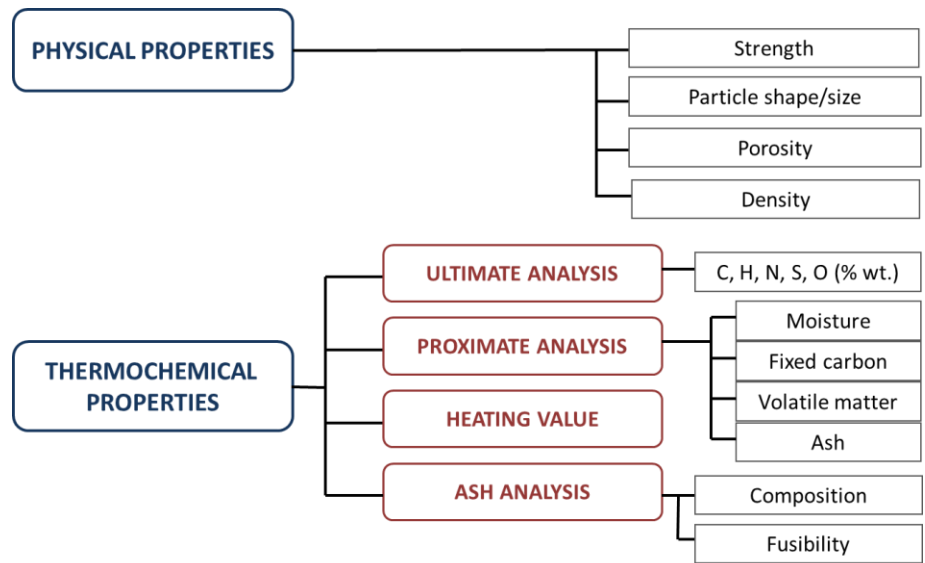 PHYSICAL PROPERTIES
Strength
Particle shape/size
Porosity
Density
THERMOCHEMICAL
PROPERTIES
ULTIMATE ANALYSIS
C, H, N, S, O (% wt.)
PROXIMATE ANALYSIS
Moisture
Fixed carbon
Volatile matter
Ash
HEATING VALUE
ASH ANALYSIS
Composition
Fusibility